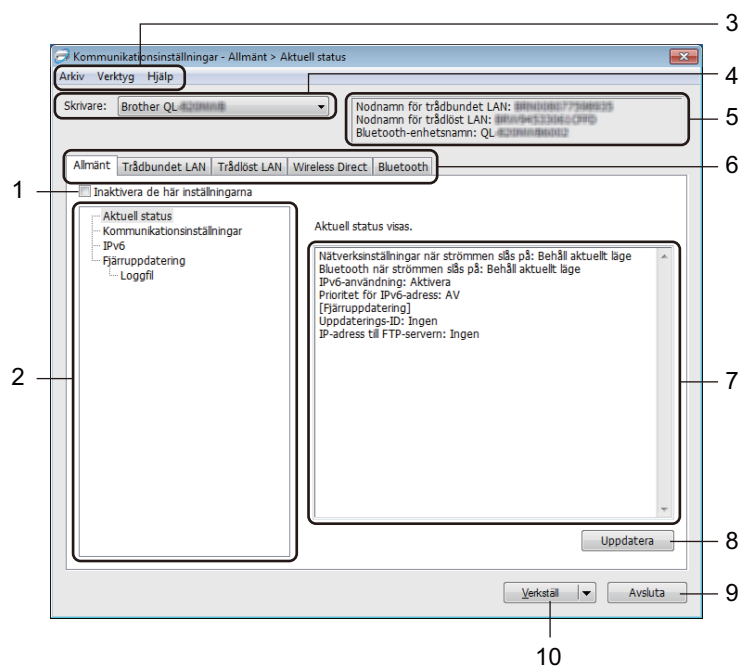 3
Kommunikationsinställningar - Allmänt > Aktuell status
Arkiv Verktyg Hjälp
4
Skrivare: Brother QL-
Nodnamn för trådbundet LAN:
Nodnamn för trådlöst LAN:
Bluetooth-enhetsnamn: QL-
5
Allmänt Trådbundet LAN Trådlöst LAN Wireless Direct Bluetooth
6
1
Inaktivera de här inställningarna
Aktuell status
Kommunikationsinställningar
IPv6
Fjärruppdatering
Loggfil
2
Aktuell status visas.
Nätverksinställningar när strömmen slås på: Behåll aktuellt läge
Bluetooth när strömmen slås på: Behåll aktuellt läge
IPv6-användning: Aktivera
Prioritet för IPv6-adress: AV
[Fjärruppdatering]
Uppdaterings-ID: Ingen
IP-adress till FTP-servern: Ingen
7
Uppdatera
8
Verkställ
Avsluta
9
10